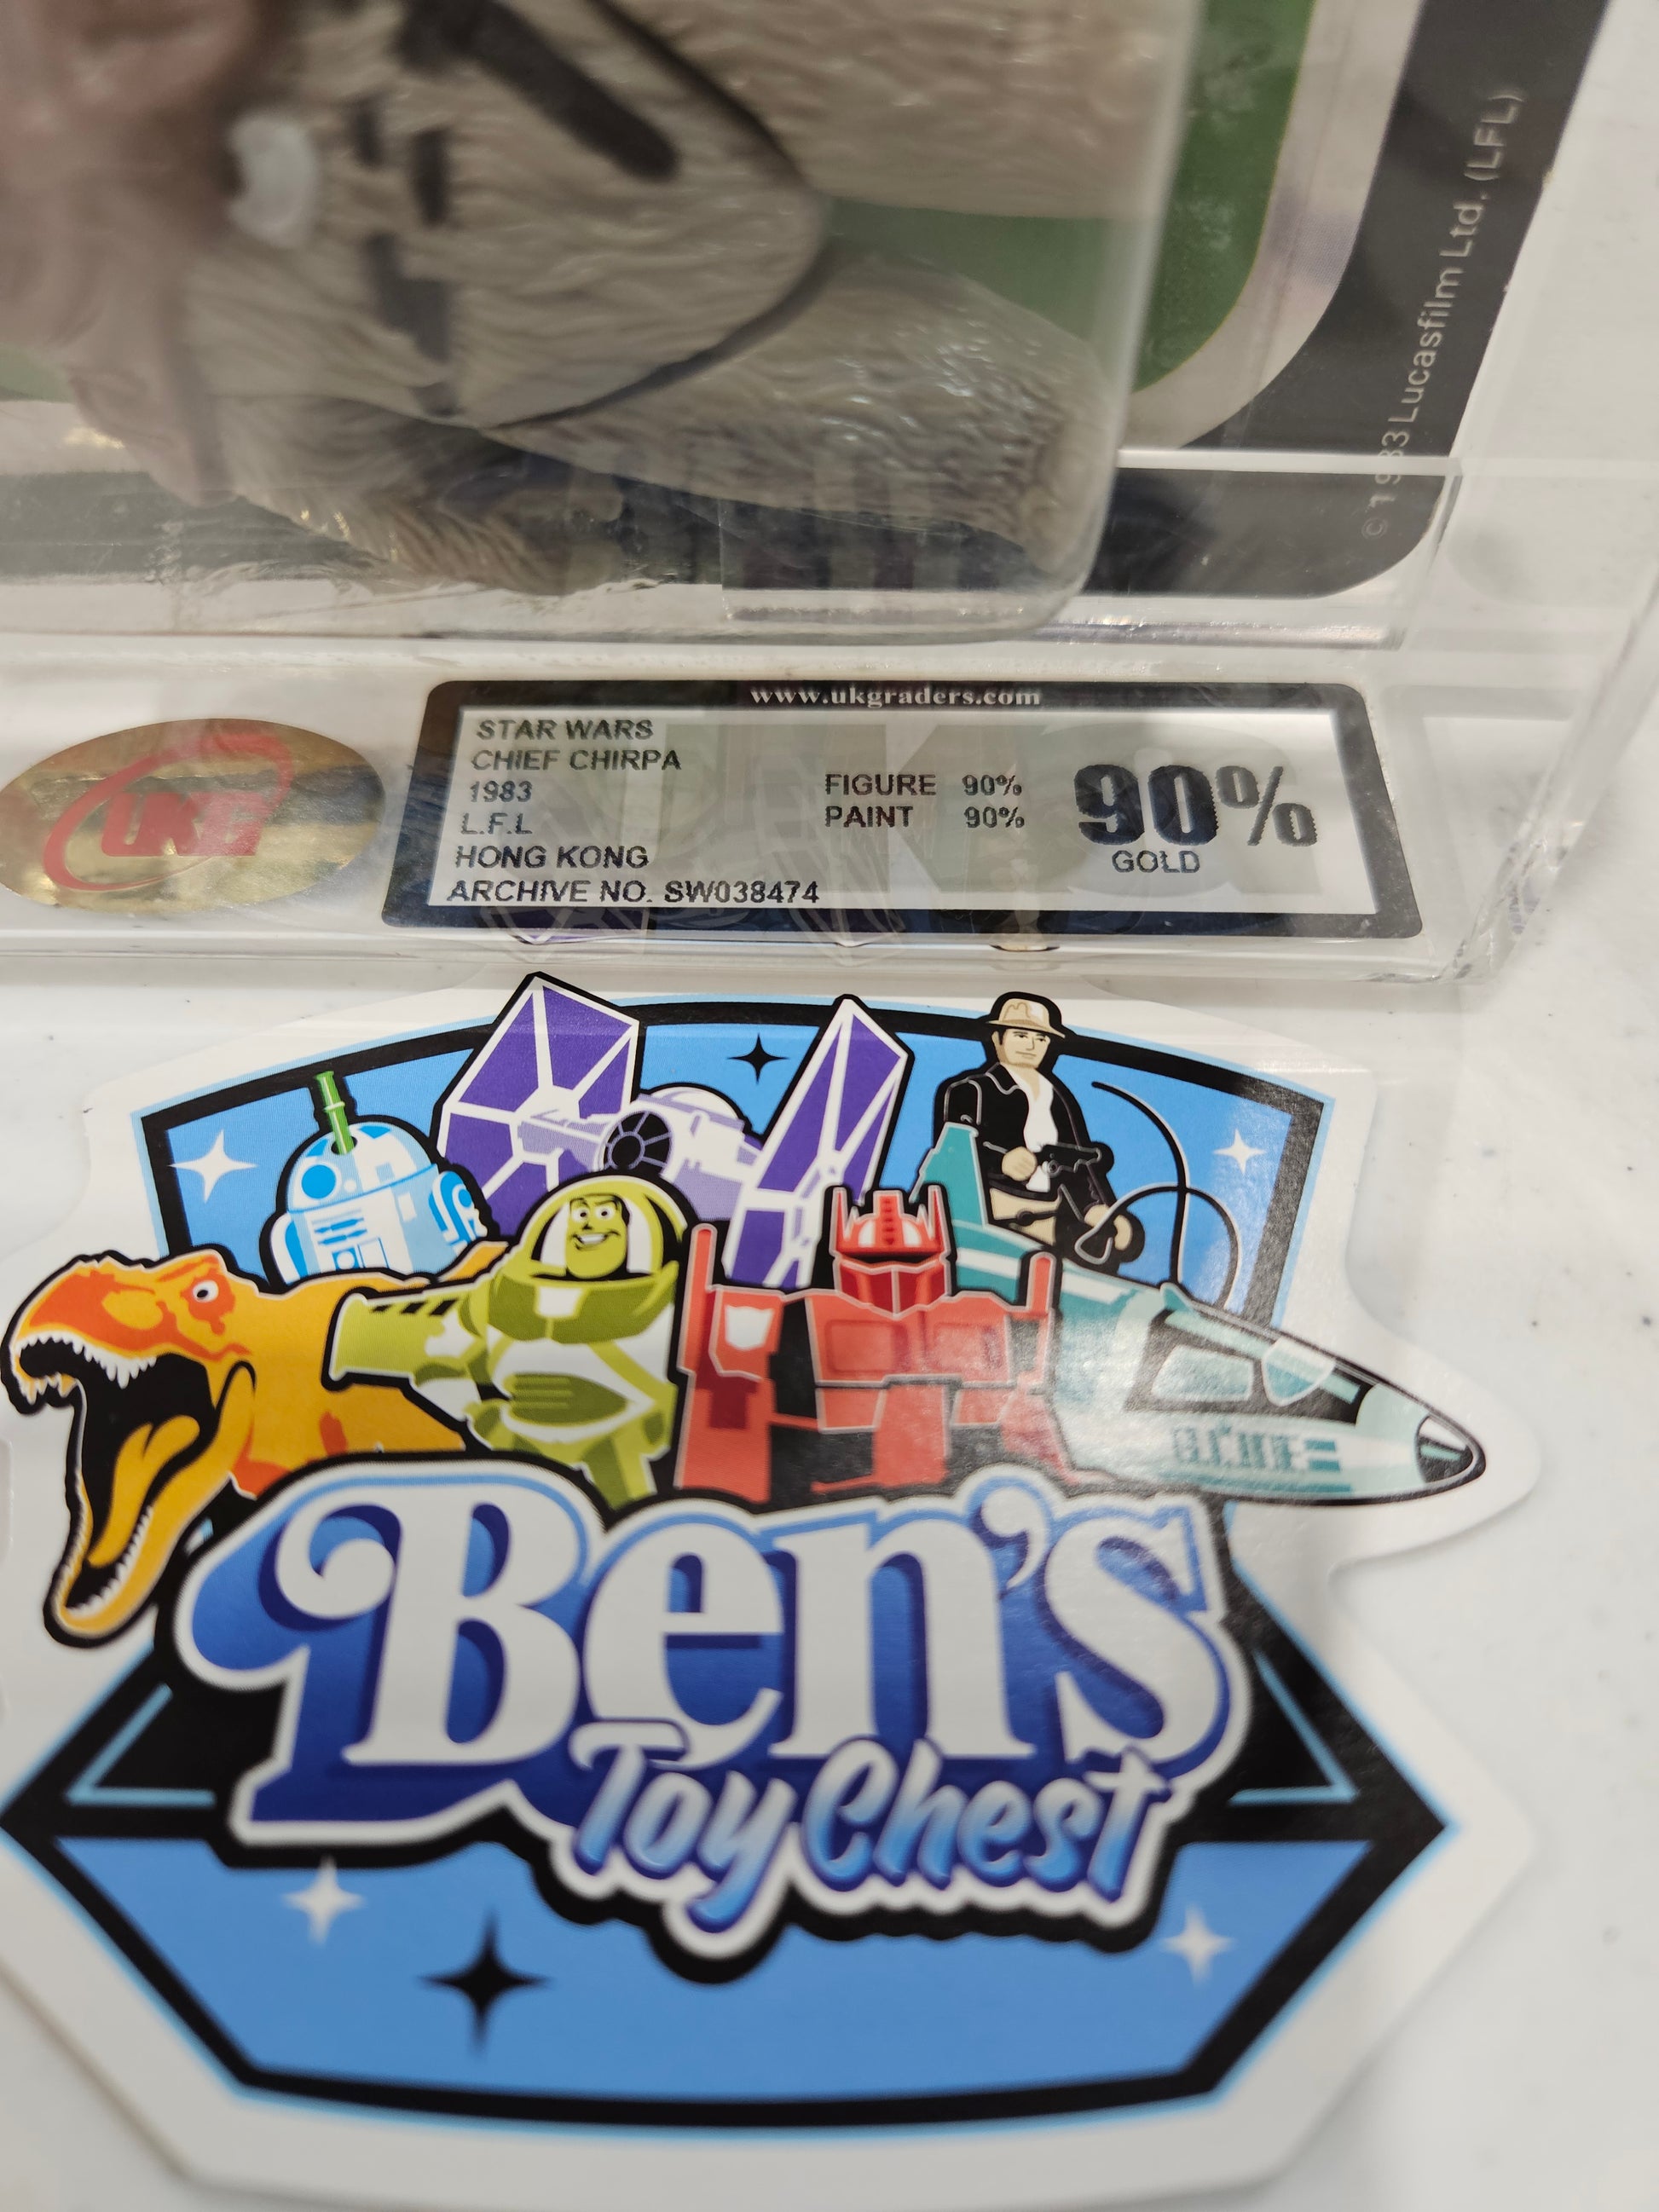 © 1983 Lucasfilm Ltd. (LFL)
www.ukgraders.com
UKG
STAR WARS
CHIEF CHIRPA
1983
L.F.L
HONG KONG
ARCHIVE NO. SW038474
FIGURE 90%
PAINT 90%
90%
GOLD
G.I. JOE
Ben's
Toy Chest